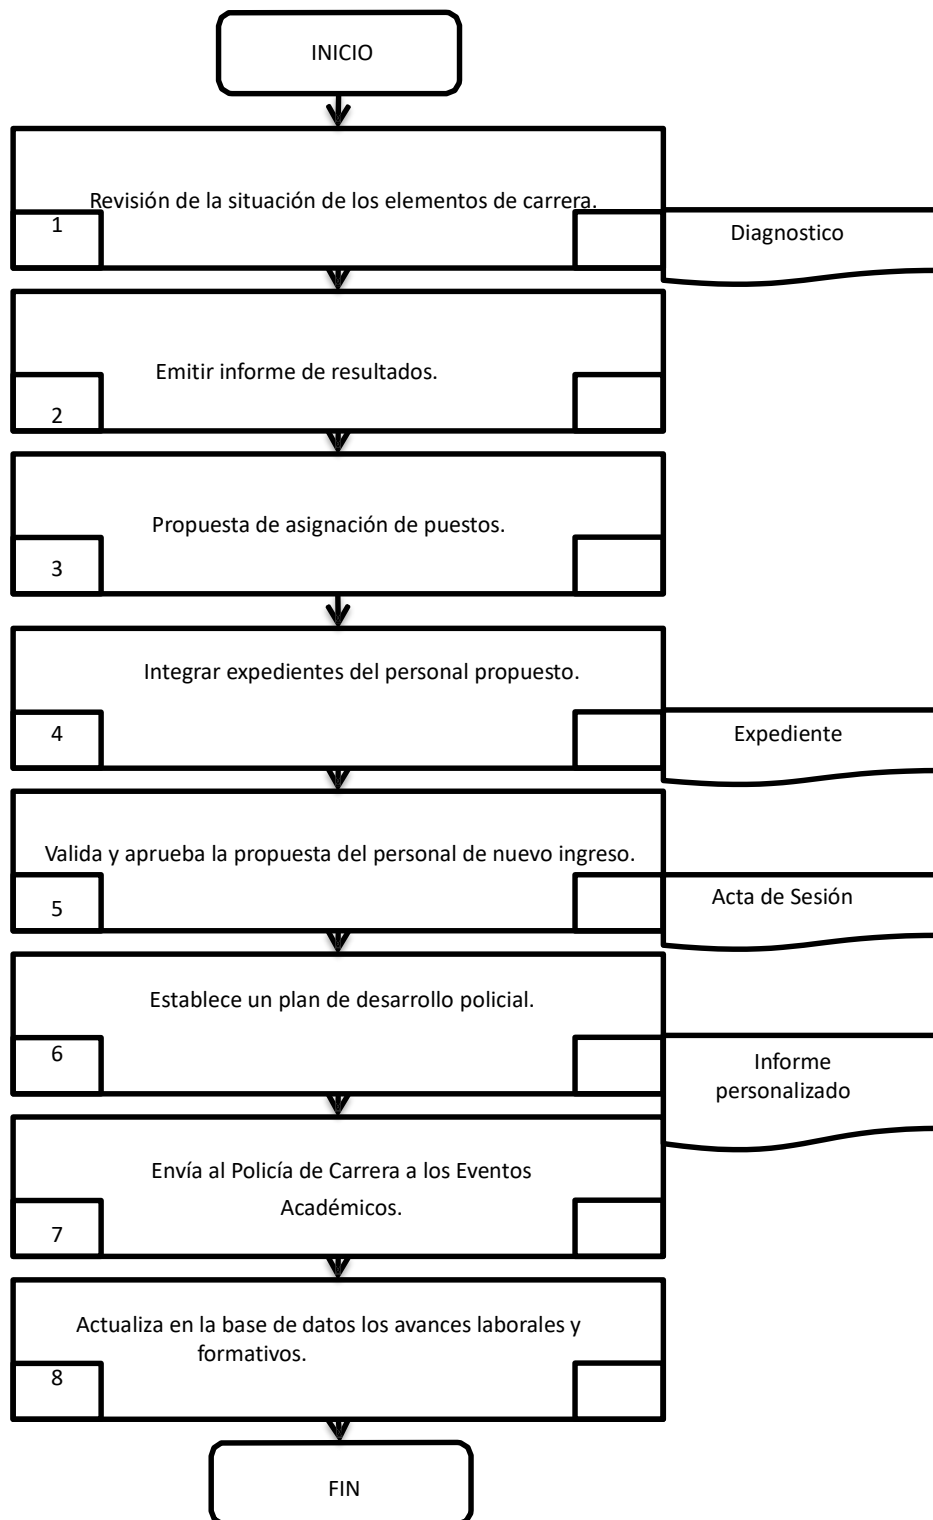 INICIO
Revisión de la situación de los elementos de carrera.
1
Diagnostico
Emitir informe de resultados.
2
Propuesta de asignación de puestos.
3
Integrar expedientes del personal propuesto.
4
Expediente
Valida y aprueba la propuesta del personal de nuevo ingreso.
5
Acta de Sesión
Establece un plan de desarrollo policial.
6
Informe
personalizado
Envía al Policía de Carrera a los Eventos
Académicos.
7
Actualiza en la base de datos los avances laborales y
formativos.
8
FIN